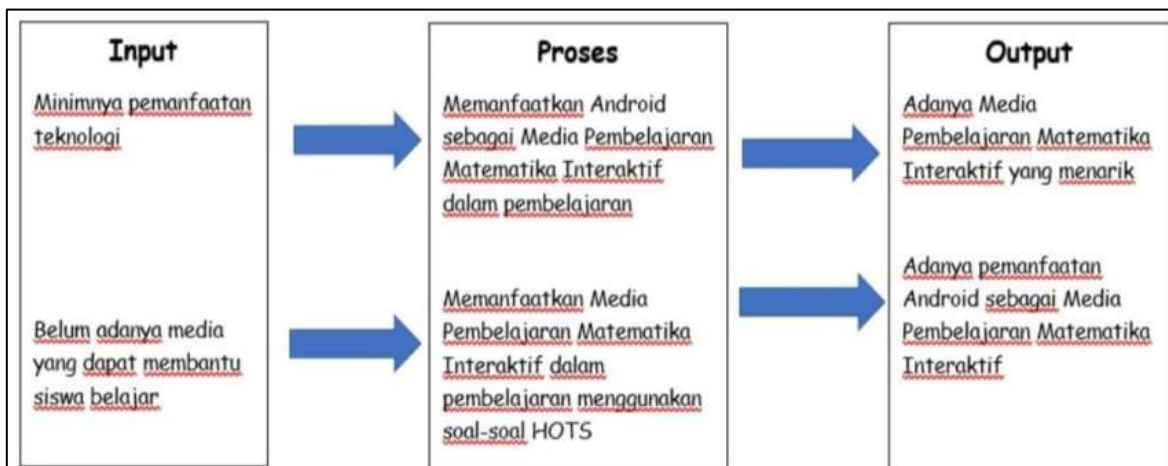 Input
Minimnya pemanfaatan
teknologi
Belum adanya media
yang dapat membantu
siswa belajar
Proses
Memanfaatkan Android
sebagai Media Pembelajaran
Matematika Interaktif
dalam pembelajaran
Memanfaatkan Media
Pembelajaran Matematika
Interaktif dalam
pembelajaran menggunakan
soal-soal HOTS
Output
Adanya Media
Pembelajaran Matematika
Interaktif yang menarik
Adanya pemanfaatan
Android sebagai Media
Pembelajaran Matematika
Interaktif